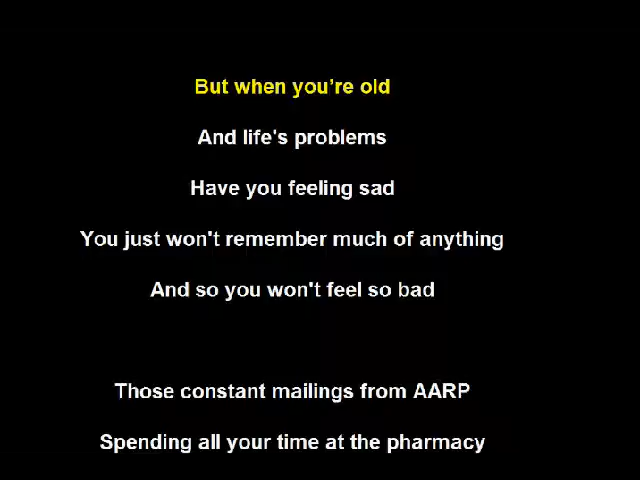 But when you’re old
And life's problems
Have you feeling sad
You just won't remember much of anything
And so you won't feel so bad
Those constant mailings from AARP
Spending all your time at the pharmacy